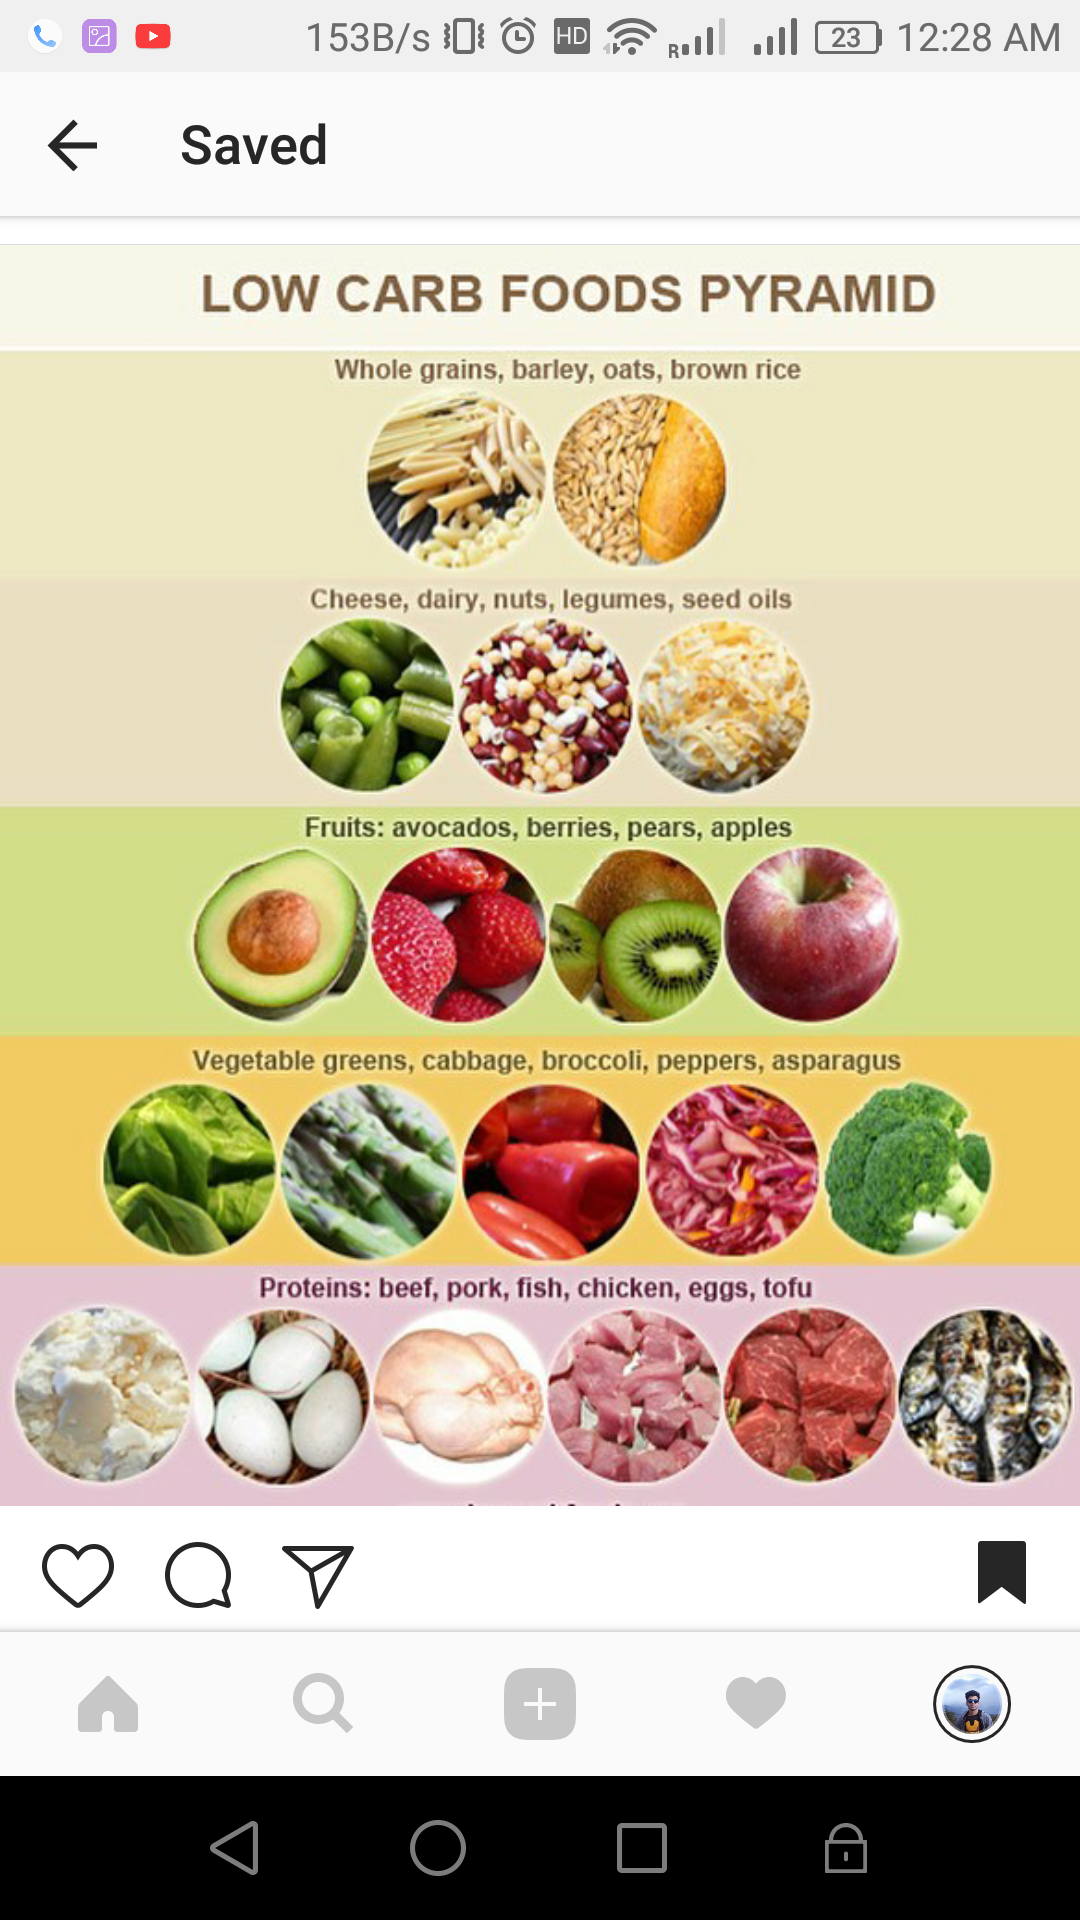 153B/s HD R 23 12:28 AM
Saved
LOW CARB FOODS PYRAMID
Whole grains, barley, oats, brown rice
Cheese, dairy, nuts, legumes, seed oils
Fruits: avocados, berries, pears, apples
Vegetable greens, cabbage, broccoli, peppers, asparagus
Proteins: beef, pork, fish, chicken, eggs, tofu